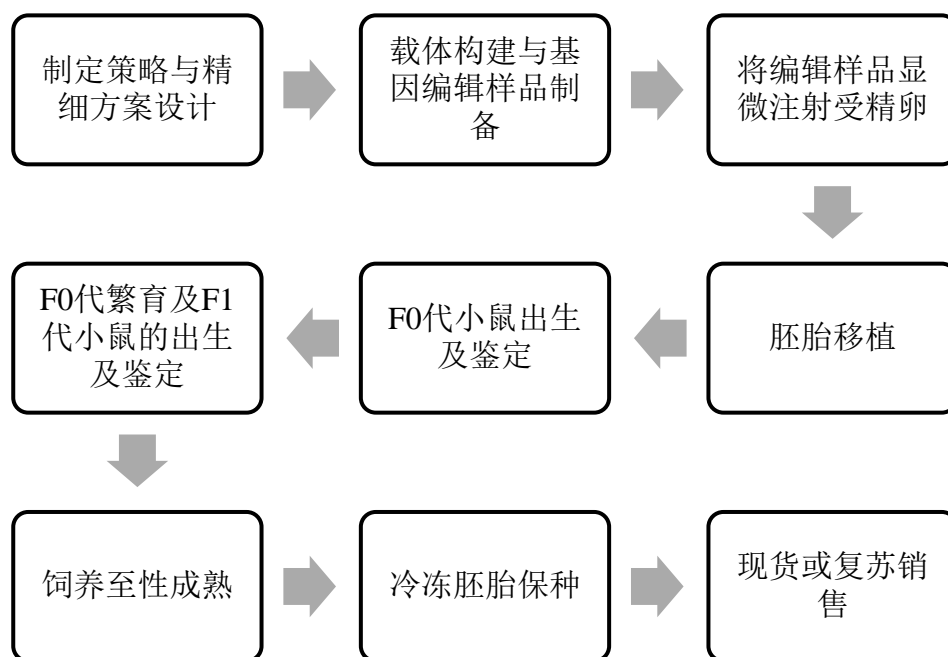 制定策略与精
细方案设计
载体构建与基
因编辑样品制
备
将编辑样品显
微注射受精卵
胚胎移植
F0代小鼠出生
及鉴定
F0代繁育及F1
代小鼠的出生
及鉴定
饲养至性成熟
冷冻胚胎保种
现货或复苏销
售